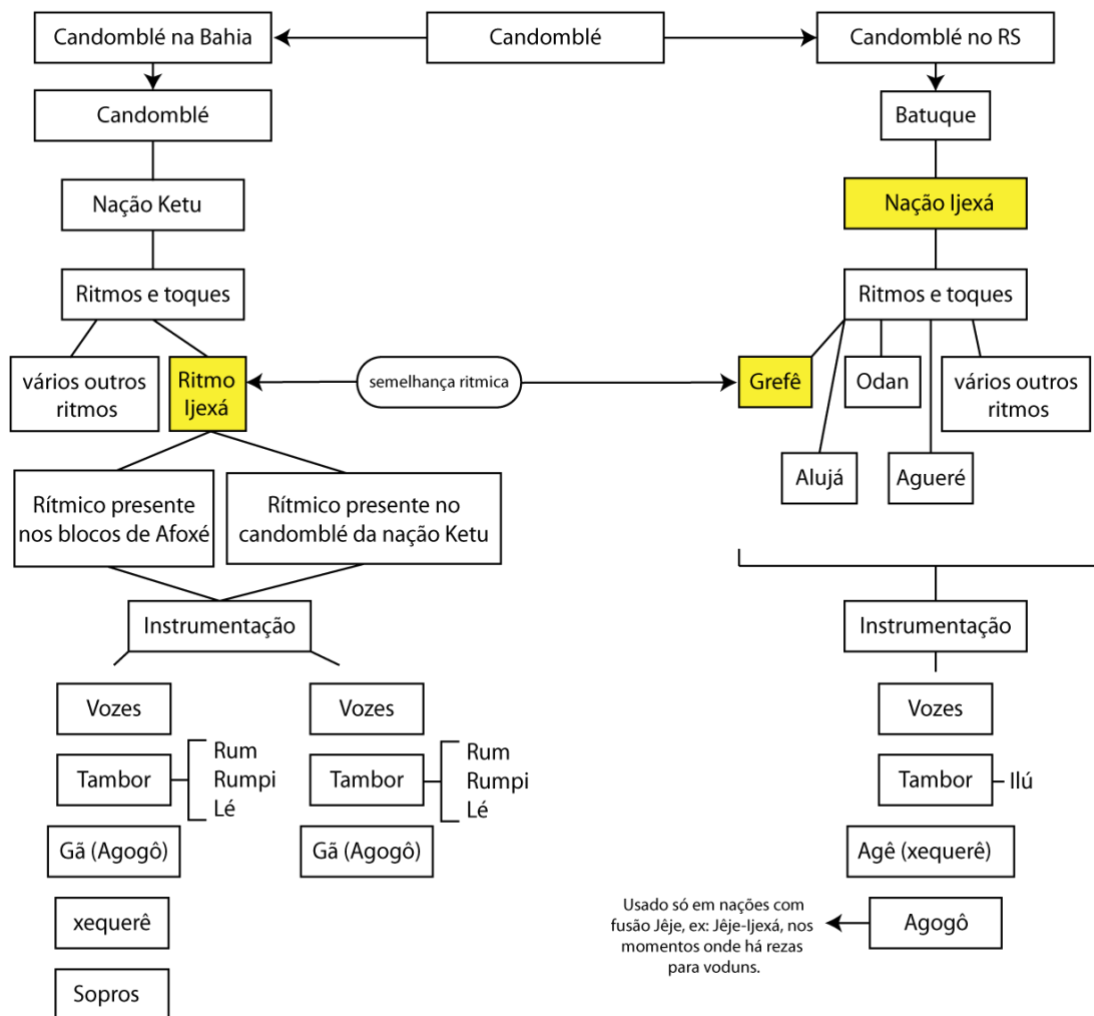 Candomblé na Bahia
Candomblé
Candomblé no RS
Candomblé
Batuque
Nação Ketu
Nação Ijexá
Ritmos e toques
Ritmos e toques
vários outros
ritmos
Ritmo
Ijexá
semelhança ritmica
Grefê
Odan
vários outros
ritmos
Alujá
Agueré
Rítmico presente
nos blocos de Afoxé
Rítmico presente no
candomblé da nação Ketu
Instrumentação
Instrumentação
Vozes
Vozes
Vozes
Tambor
Rum
Rumpi
Lé
Tambor
Rum
Rumpi
Lé
Tambor
Ilú
Gã (Agogô)
Gã (Agogô)
Agê (xequerê)
xequerê
Usado só em nações com
fusão Jêje, ex: Jêje-Ijexá, nos
momentos onde há rezas
para voduns.
Agogô
Sopros